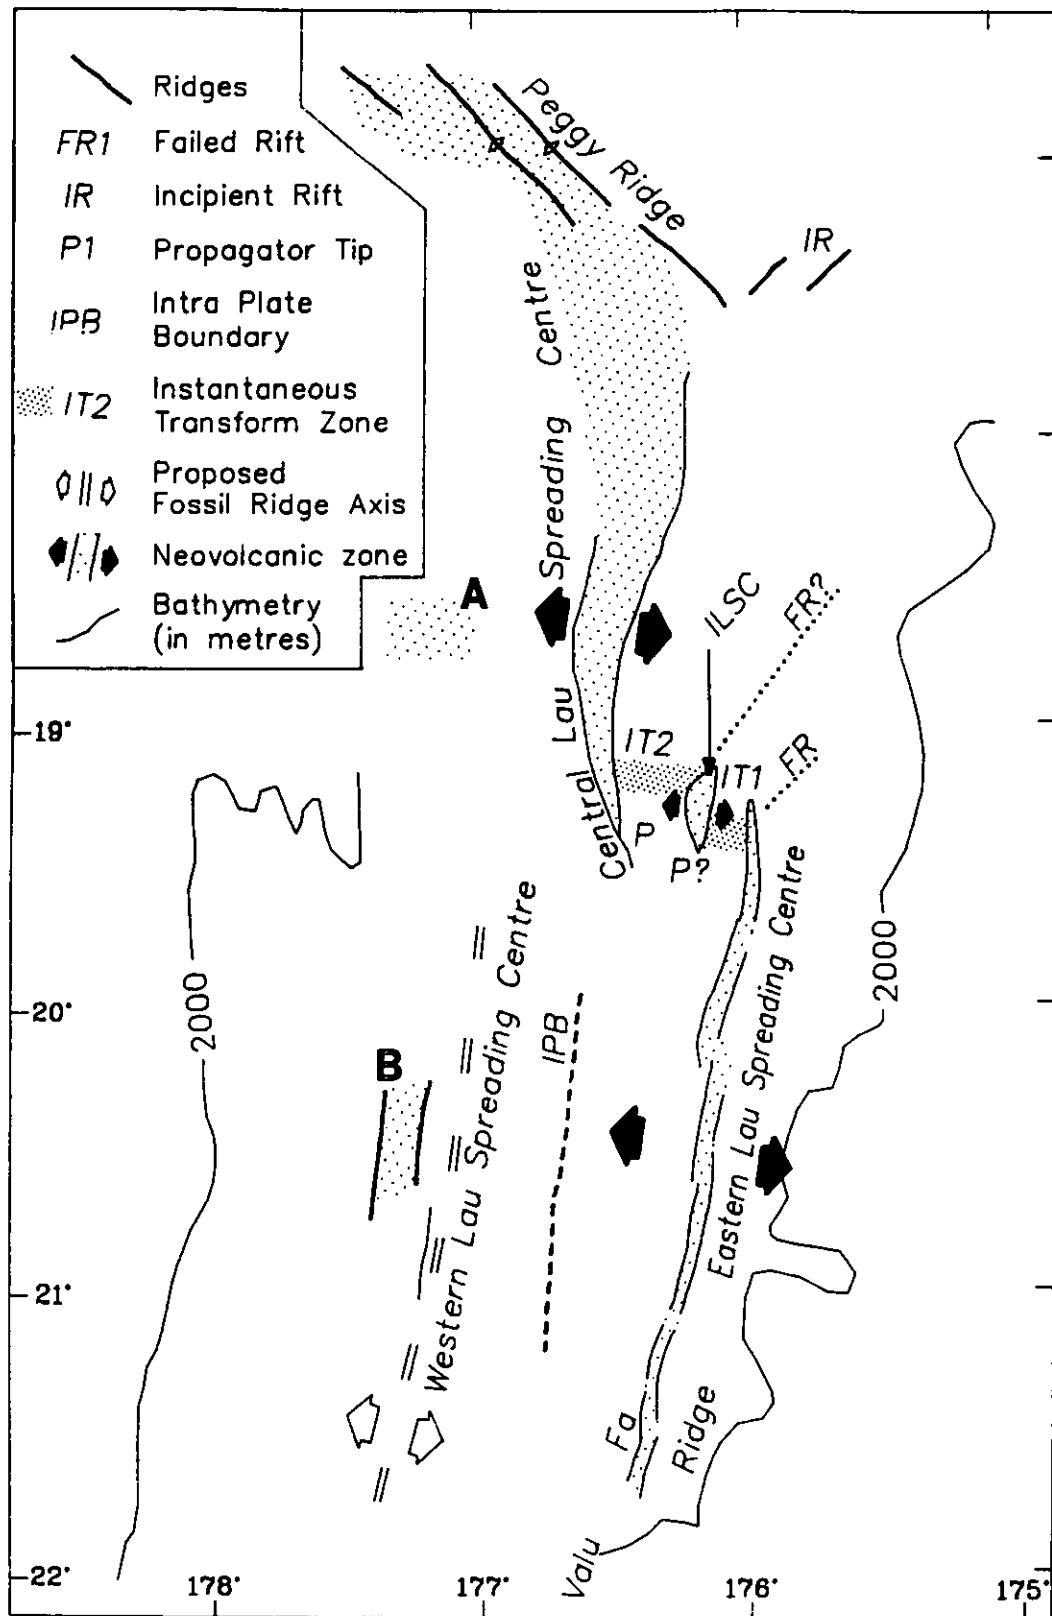 Ridges
FR1 Failed Rift
IR Incipient Rift
P1 Propagator Tip
IPB Intra Plate
Boundary
IT2 Instantaneous
Transform Zone
Proposed
Fossil Ridge Axis
Neovolcanic zone
Bathymetry
(in metres)
Peggy Ridge
IR
Central Lau Spreading Centre
A
ILSC
FR?
FR
IT2
IT1
P
P?
2000
2000
Western Lau Spreading Centre
IPB
B
Eastern Lau Spreading Centre
Valu Fa Ridge
19°
20°
21°
22°
178°
177°
176°
175°